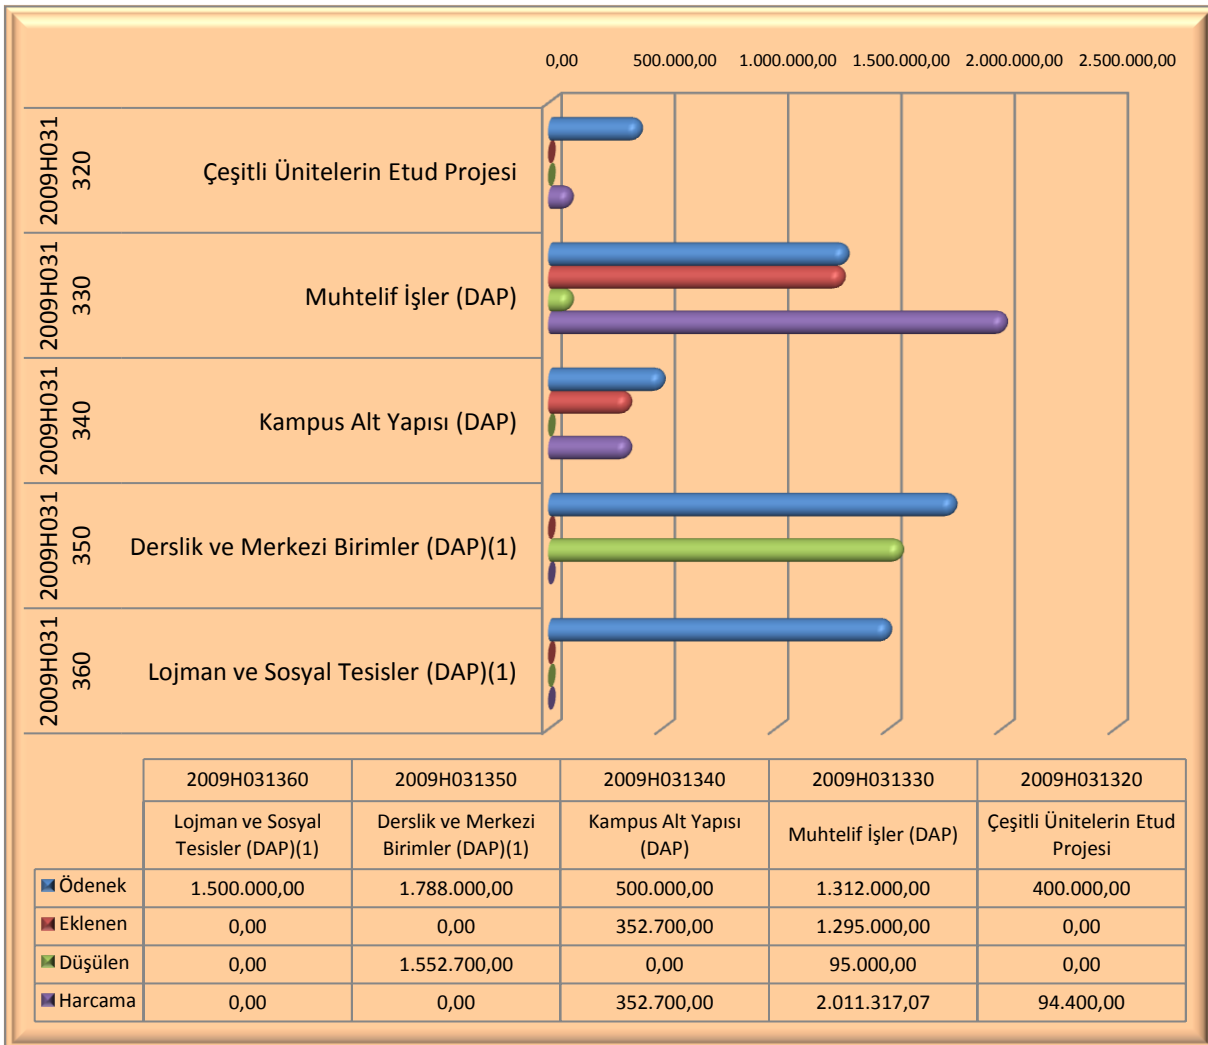 0,00 500.000,00 1.000.000,00 1.500.000,00 2.000.000,00 2.500.000,00
2009H031
320
Çeşitli Ünitelerin Etud Projesi
2009H031
330
Muhtelif İşler (DAP)
2009H031
340
Kampus Alt Yapısı (DAP)
2009H031
350
Derslik ve Merkezi Birimler (DAP)(1)
2009H031
360
Lojman ve Sosyal Tesisler (DAP)(1)
2009H031360 2009H031350 2009H031340 2009H031330 2009H031320
Lojman ve Sosyal
Tesisler (DAP)(1)
Derslik ve Merkezi
Birimler (DAP)(1)
Kampus Alt Yapısı
(DAP)
Muhtelif İşler (DAP)
Çeşitli Ünitelerin Etud
Projesi
Ödenek 1.500.000,00 1.788.000,00 500.000,00 1.312.000,00 400.000,00
Eklenen 0,00 0,00 352.700,00 1.295.000,00 0,00
Düşülen 0,00 1.552.700,00 0,00 95.000,00 0,00
Harcama 0,00 0,00 352.700,00 2.011.317,07 94.400,00